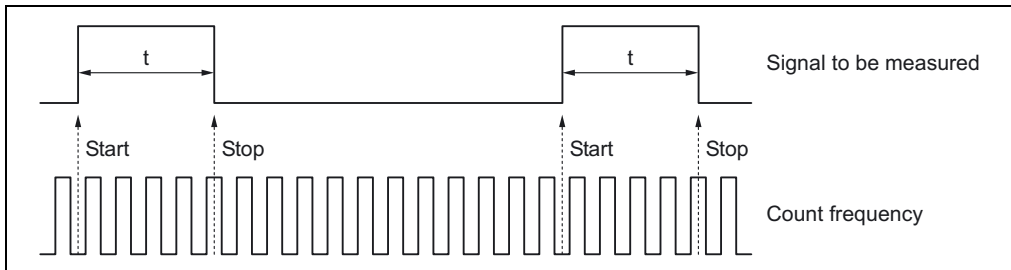 t
t
Signal to be measured
Start
Stop
Start
Stop
Count frequency